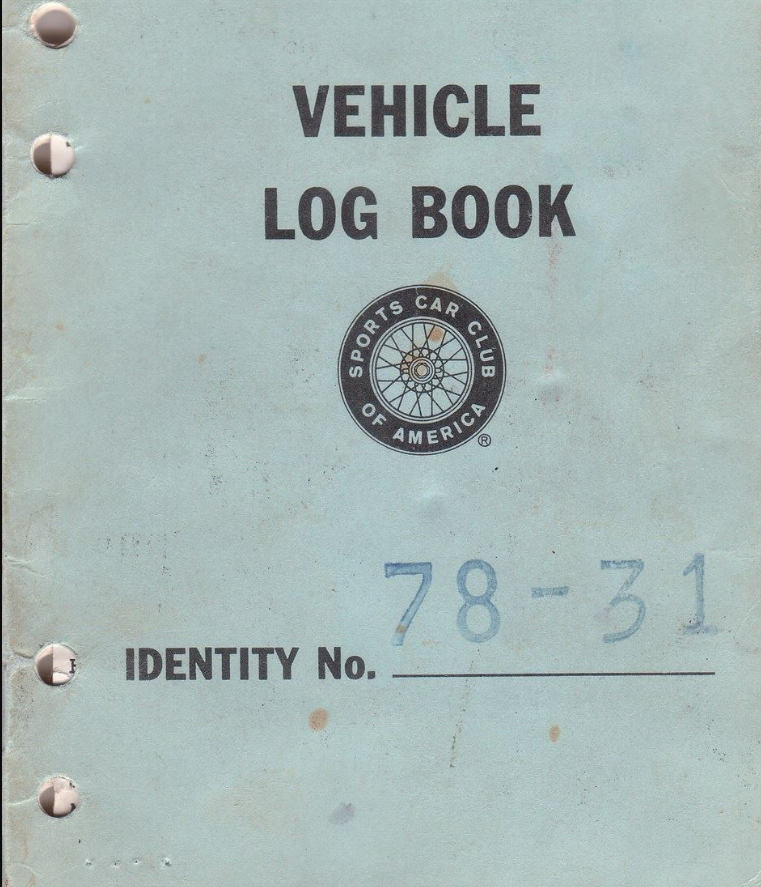 VEHICLE
LOG BOOK
SPORTS CAR CLUB
OF AMERICA
®
78-31
IDENTITY No.